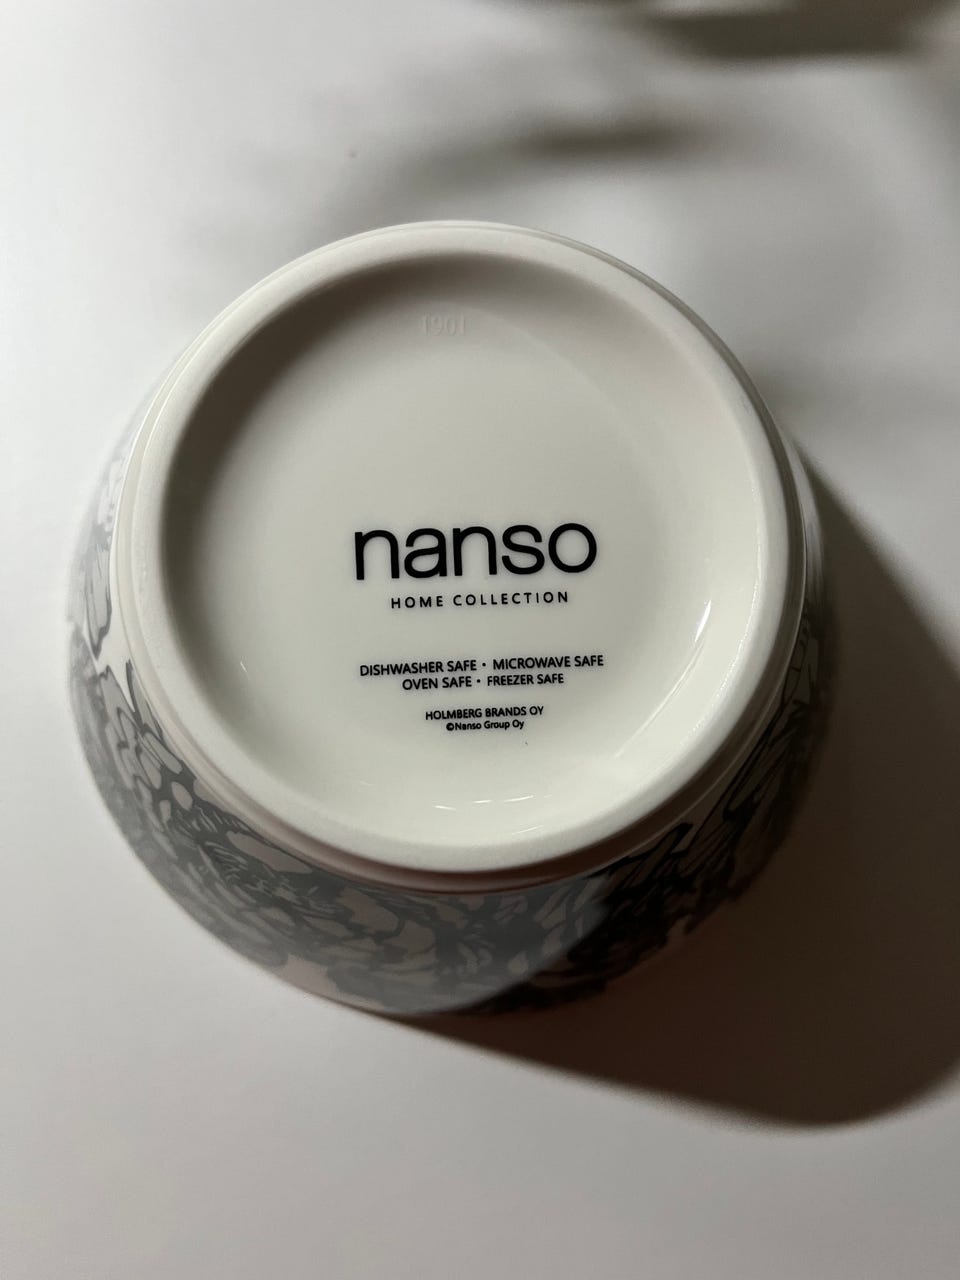 1901
nanso
HOME COLLECTION
DISHWASHER SAFE • MICROWAVE SAFE
OVEN SAFE • FREEZER SAFE
HOLMBERG BRANDS OY
©Nanso Group Oy